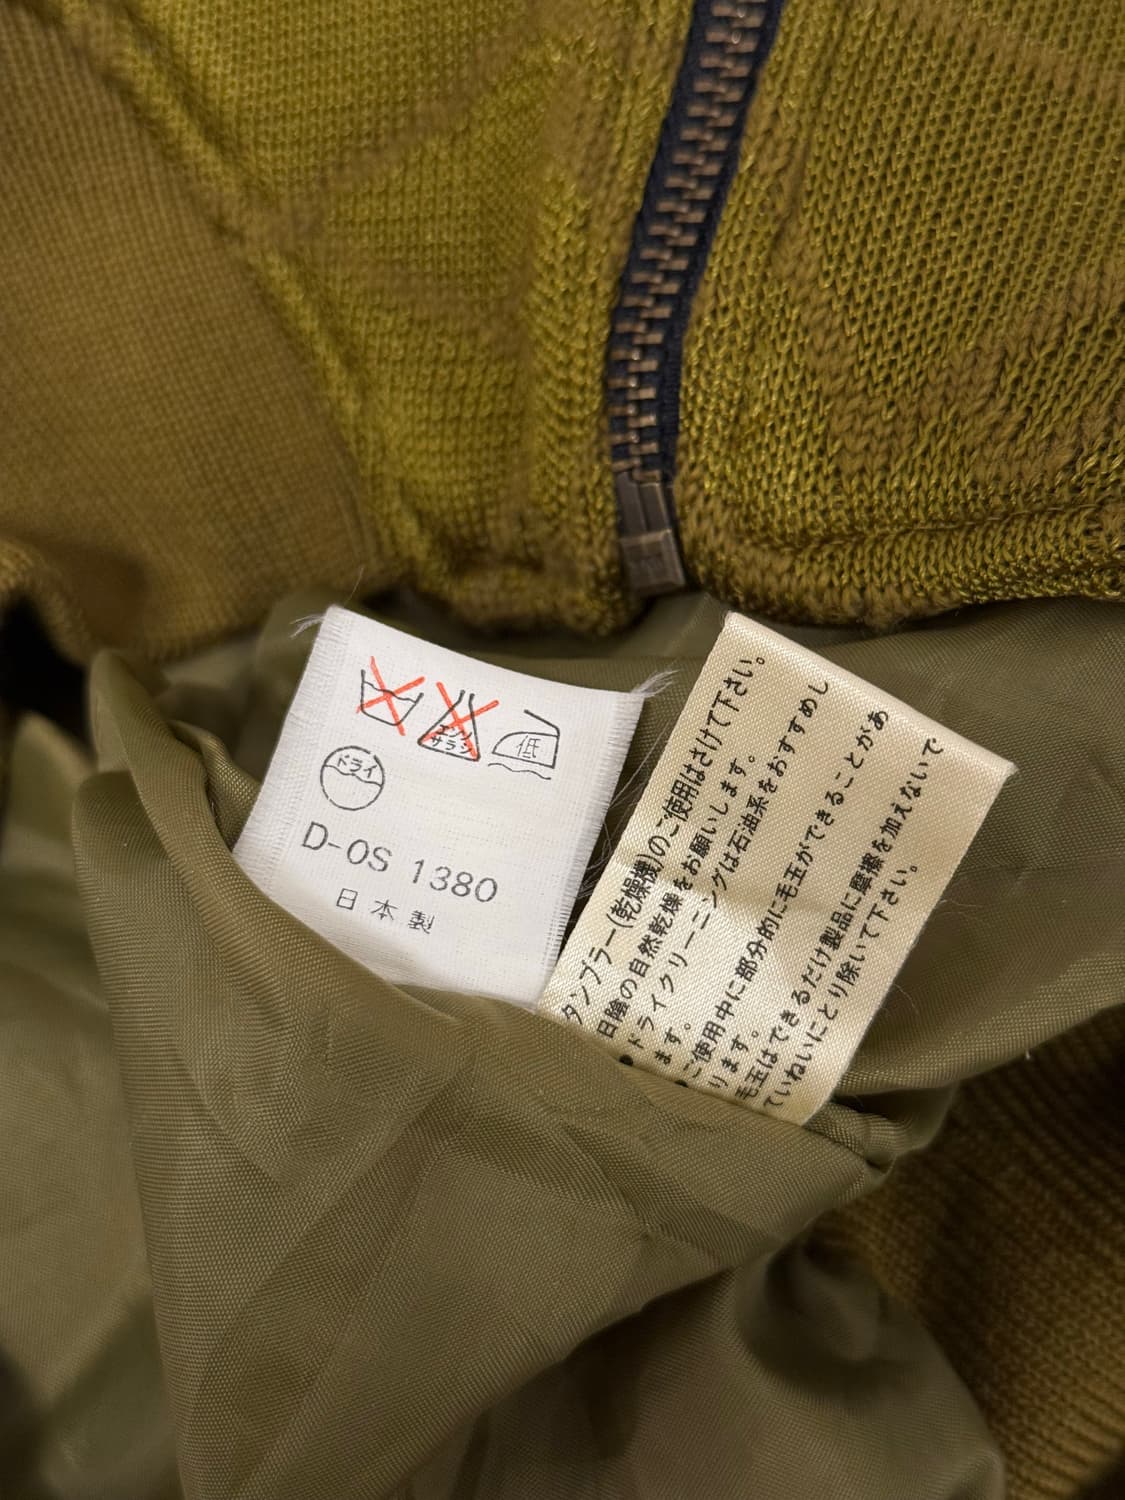 エンソ
サラシ
低
ドライ
D-OS 1380
日本製
タンブラー(乾燥機)のご使用はさけて下さい。
日陰の自然乾燥をお願いします。
●ドライクリーニングは石油系をおすすめし
ます。
●ご使用中に部分的に毛玉ができることがあ
ります。
毛玉はできるだけ製品に摩擦を加えないで
ていねいにとり除いて下さい。